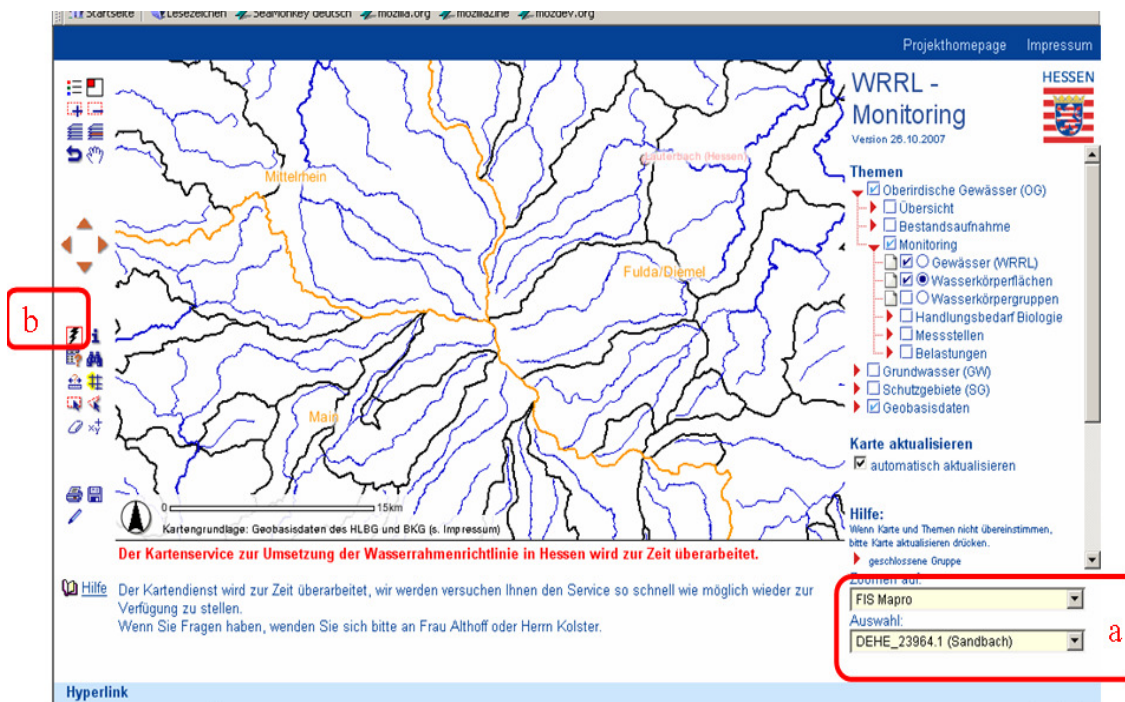 Startseite Lesezeichen SeaMonkey deutsch mozilla.org mozillaZine mozdev.org
Projekthomepage Impressum
WRRL -
Monitoring
Version 26.10.2007
HESSEN
Lauterbach (Hessen)
Mittelrhein
Fulda/Diemel
Main
0 15km
Kartengrundlage: Geobasisdaten des HLBG und BKG (s. Impressum)
Themen
Oberirdische Gewässer (OG)
Übersicht
Bestandsaufnahme
Monitoring
Gewässer (WRRL)
Wasserkörperflächen
Wasserkörpergruppen
Handlungsbedarf Biologie
Messstellen
Belastungen
Grundwasser (GW)
Schutzgebiete (SG)
Geobasisdaten
Karte aktualisieren
automatisch aktualisieren
Hilfe:
Wenn Karte und Themen nicht übereinstimmen,
bitte Karte aktualisieren drücken.
geschlossene Gruppe
Zoomen auf:
FIS Mapro
Auswahl:
DEHE_23964.1 (Sandbach)
a
b
Der Kartenservice zur Umsetzung der Wasserrahmenrichtlinie in Hessen wird zur Zeit überarbeitet.
Hilfe Der Kartendienst wird zur Zeit überarbeitet, wir werden versuchen Ihnen den Service so schnell wie möglich wieder zur
Verfügung zu stellen.
Wenn Sie Fragen haben, wenden Sie sich bitte an Frau Althoff oder Herrn Kolster.
Hyperlink